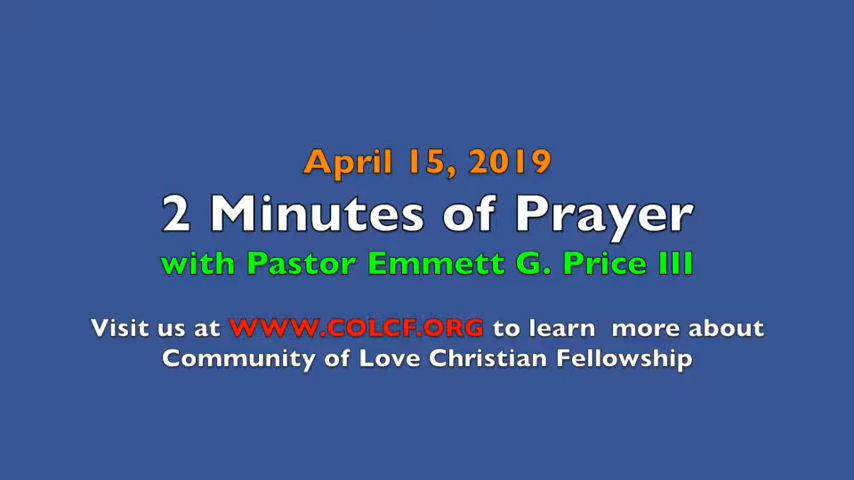 April 15, 2019
2 Minutes of Prayer
with Pastor Emmett G. Price III
Visit us at WWW.COLCF.ORG to learn more about
Community of Love Christian Fellowship